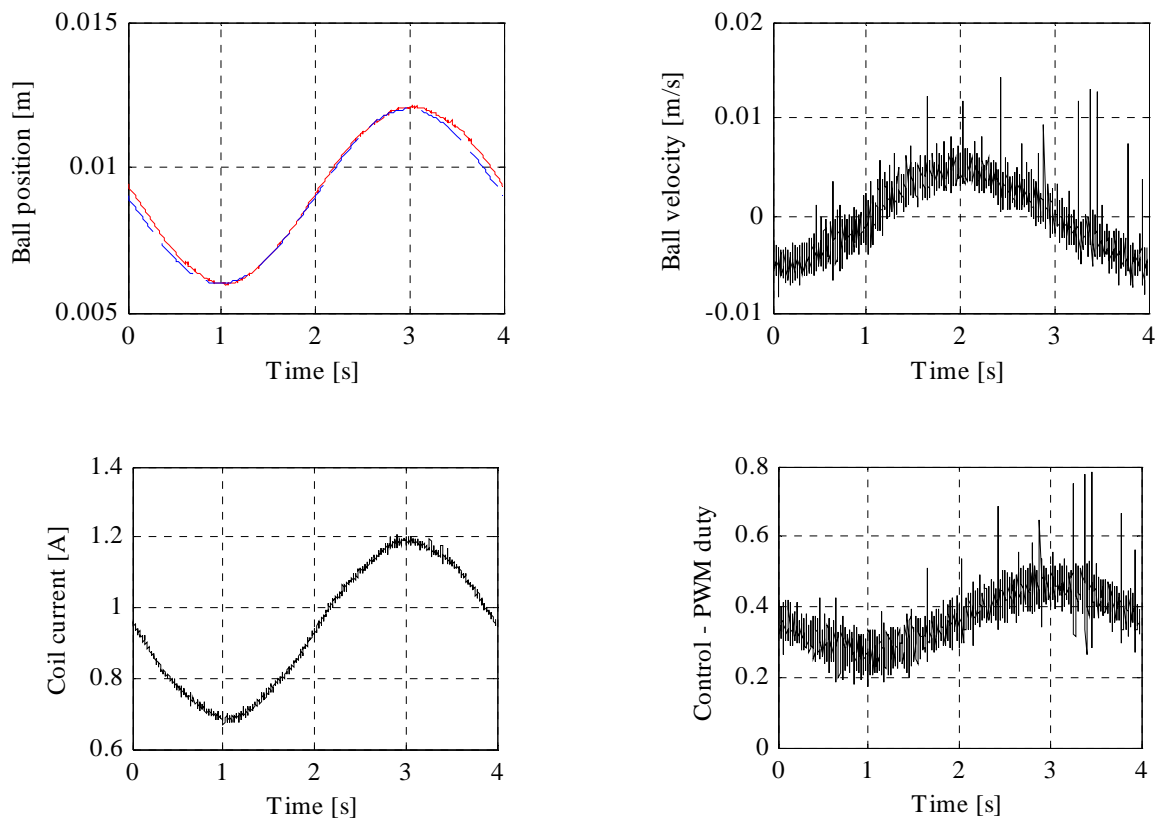 0.015
0.01
0.005
Ball position [m]
0 1 2 3 4
Time [s]
0.02
0.01
0
-0.01
Ball velocity [m/s]
0 1 2 3 4
Time [s]
1.4
1.2
1
0.8
0.6
Coil current [A]
0 1 2 3 4
Time [s]
0.8
0.6
0.4
0.2
0
Control - PWM duty
0 1 2 3 4
Time [s]